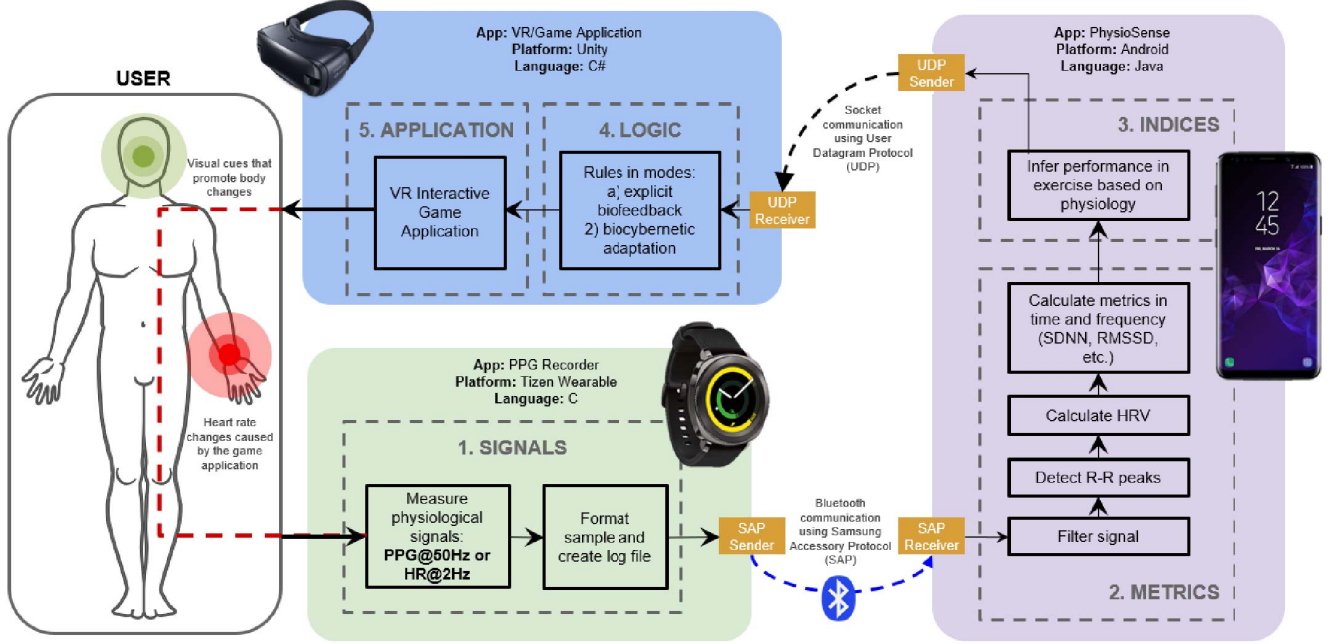 USER
Visual cues that
promote body
changes
Heart rate
changes caused
by the game
application
App: VR/Game Application
Platform: Unity
Language: C#
5. APPLICATION
VR Interactive
Game
Application
4. LOGIC
Rules in modes:
a) explicit
biofeedback
2) biocybernetic
adaptation
UDP
Receiver
Socket
communication
using User
Datagram Protocol
(UDP)
UDP
Sender
App: PhysioSense
Platform: Android
Language: Java
3. INDICES
Infer performance in
exercise based on
physiology
12
45
Calculate metrics in
time and frequency
(SDNN, RMSSD,
etc.)
Calculate HRV
Detect R-R peaks
Filter signal
2. METRICS
App: PPG Recorder
Platform: Tizen Wearable
Language: C
1. SIGNALS
Measure
physiological
signals:
PPG@50Hz or
HR@2Hz
Format
sample and
create log file
SAP
Sender
Bluetooth
communication
using Samsung
Accessory Protocol
(SAP)
SAP
Receiver